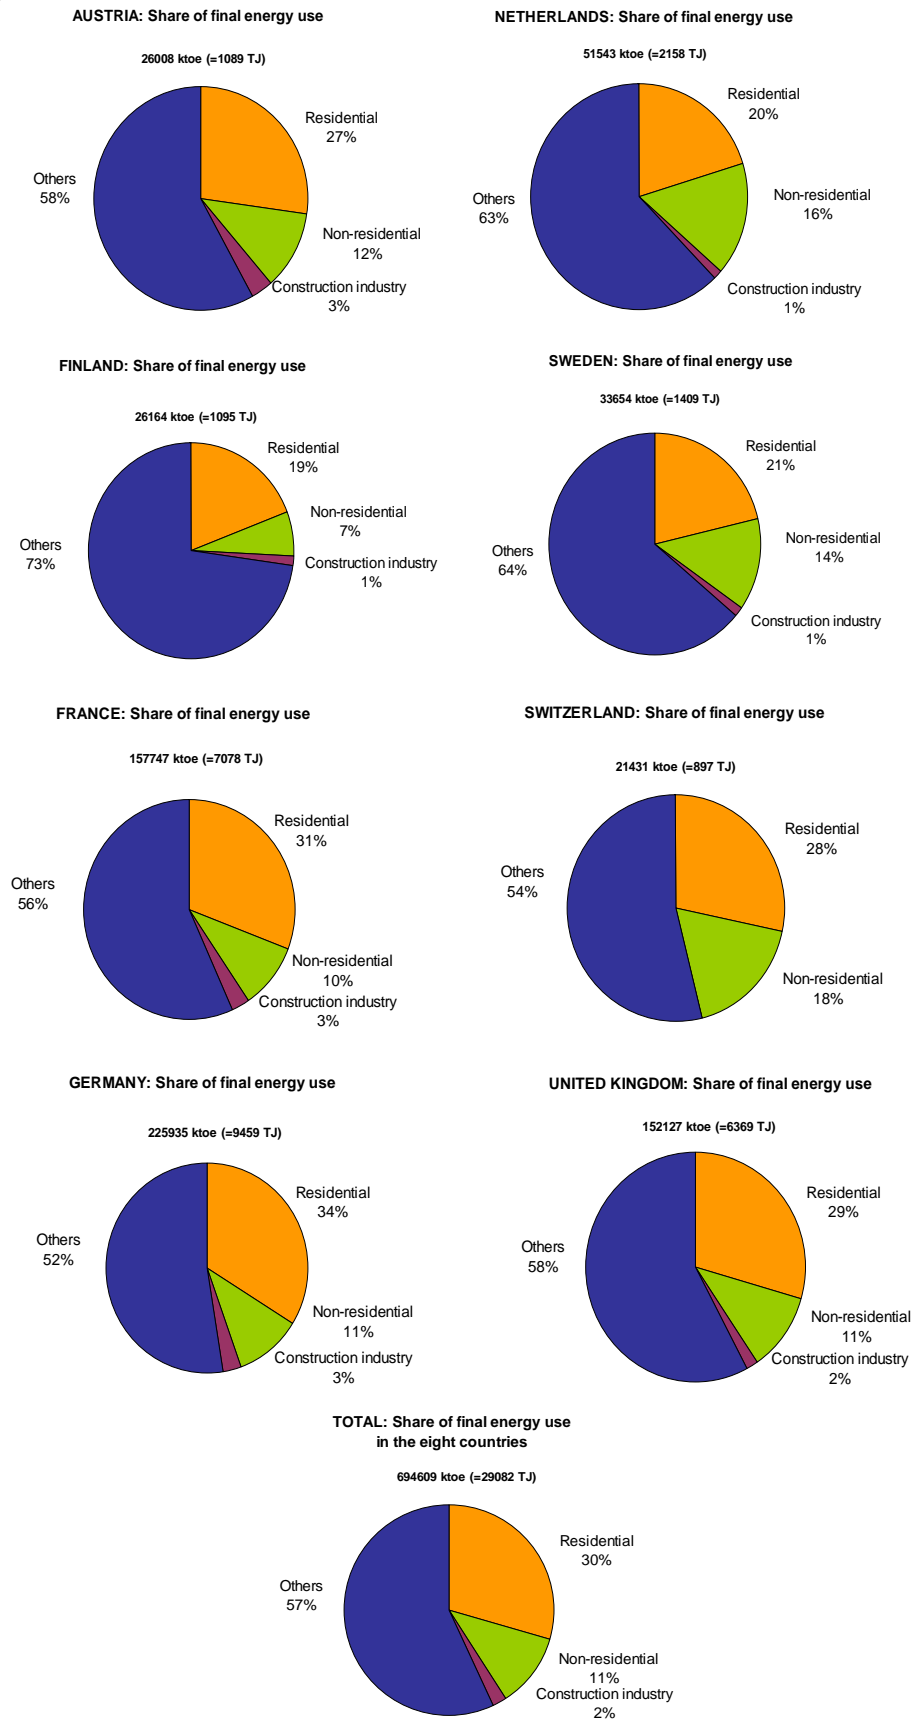 AUSTRIA: Share of final energy use
26008 ktoe (=1089 TJ)
Residential
27%
Others
58%
Non-residential
12%
Construction industry
3%
NETHERLANDS: Share of final energy use
51543 ktoe (=2158 TJ)
Residential
20%
Others
63%
Non-residential
16%
Construction industry
1%
FINLAND: Share of final energy use
26164 ktoe (=1095 TJ)
Residential
19%
Non-residential
7%
Others
73%
Construction industry
1%
SWEDEN: Share of final energy use
33654 ktoe (=1409 TJ)
Residential
21%
Non-residential
14%
Others
64%
Construction industry
1%
FRANCE: Share of final energy use
157747 ktoe (=7078 TJ)
Residential
31%
Others
56%
Non-residential
10%
Construction industry
3%
SWITZERLAND: Share of final energy use
21431 ktoe (=897 TJ)
Residential
28%
Others
54%
Non-residential
18%
GERMANY: Share of final energy use
225935 ktoe (=9459 TJ)
Residential
34%
Others
52%
Non-residential
11%
Construction industry
3%
UNITED KINGDOM: Share of final energy use
152127 ktoe (=6369 TJ)
Residential
29%
Others
58%
Non-residential
11%
Construction industry
2%
TOTAL: Share of final energy use
in the eight countries
694609 ktoe (=29082 TJ)
Residential
30%
Others
57%
Non-residential
11%
Construction industry
2%